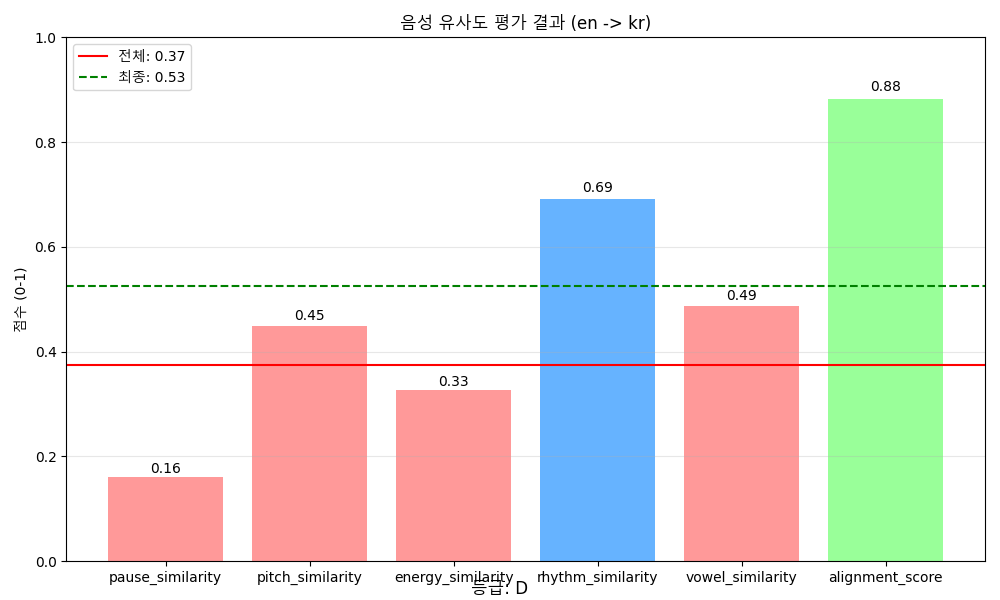 음성 유사도 평가 결과 (en -> kr)
전체: 0.37
최종: 0.53
점수 (0-1)
1.0
0.8
0.6
0.4
0.2
0.0
0.16
0.45
0.33
0.69
0.49
0.88
pause_similarity
pitch_similarity
energy_similarity
rhythm_similarity
vowel_similarity
alignment_score
등급: D